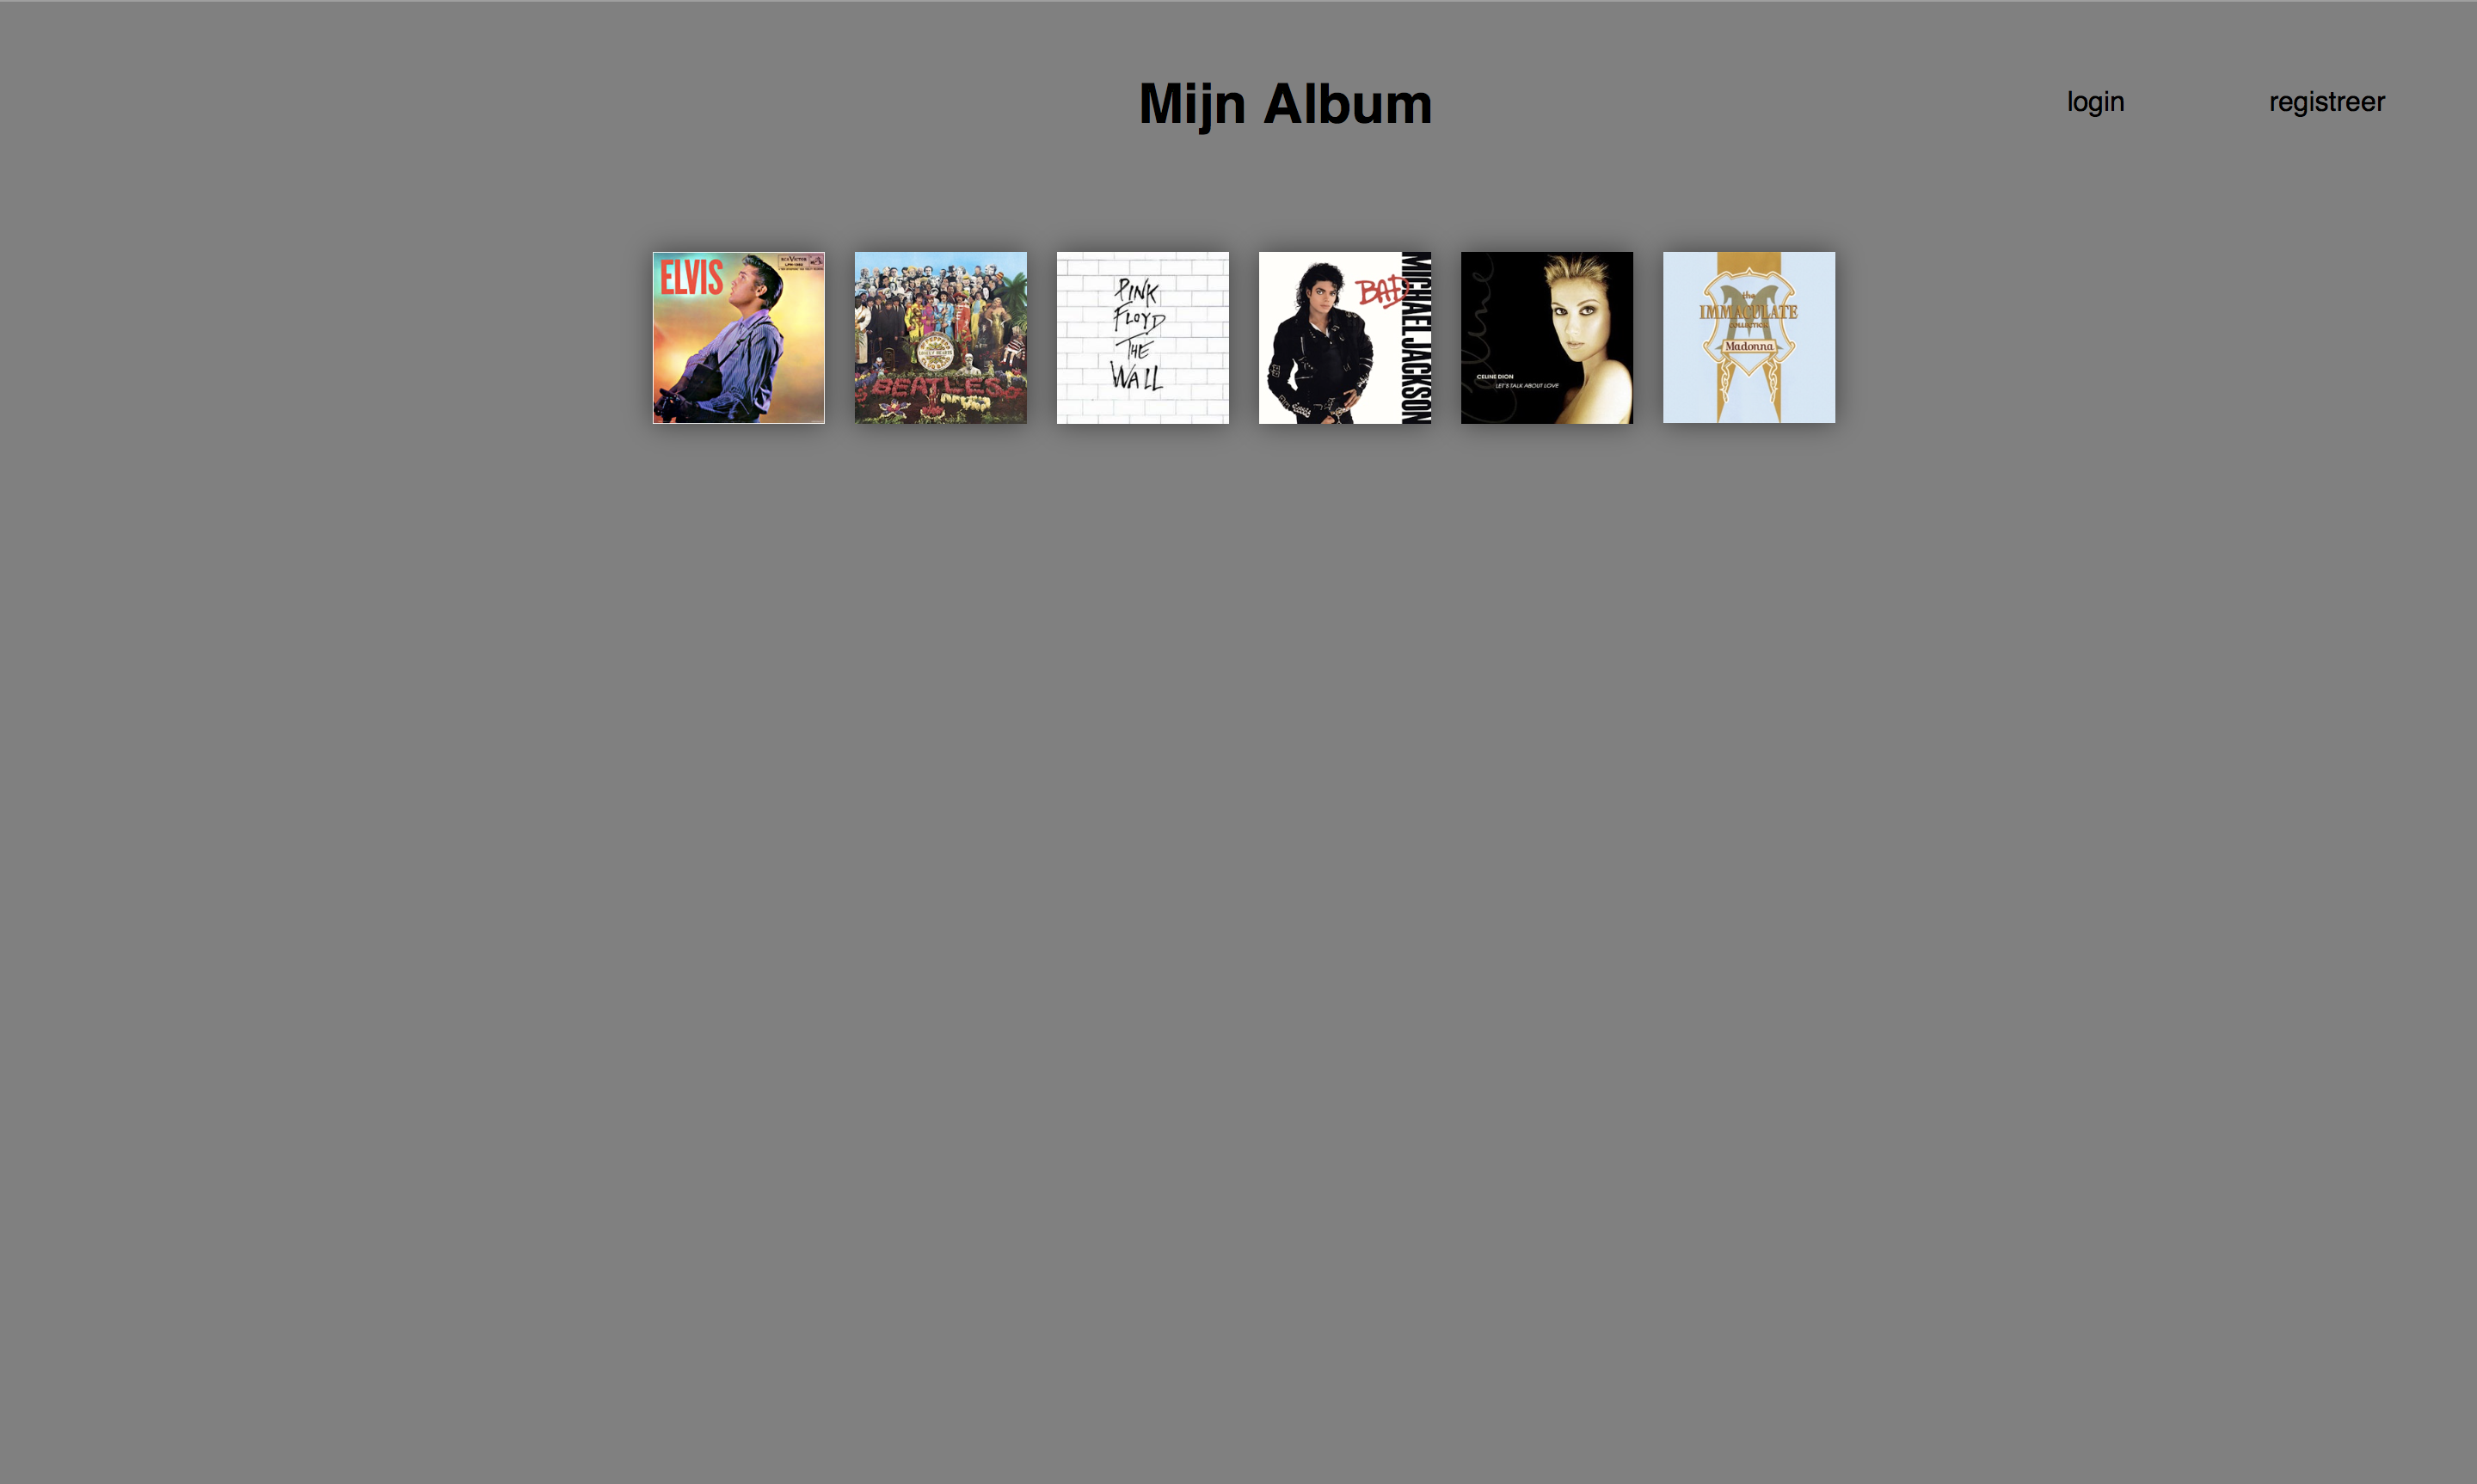 Mijn Album
login
registreer
ELVIS
RCA VICTOR
BEATLES
PINK
FLOYD
THE
WALL
BAD
MICHAEL JACKSON
Celine
CELINE DION
LET'S TALK ABOUT LOVE
the
IMMACULATE
COLLECTION
Madonna